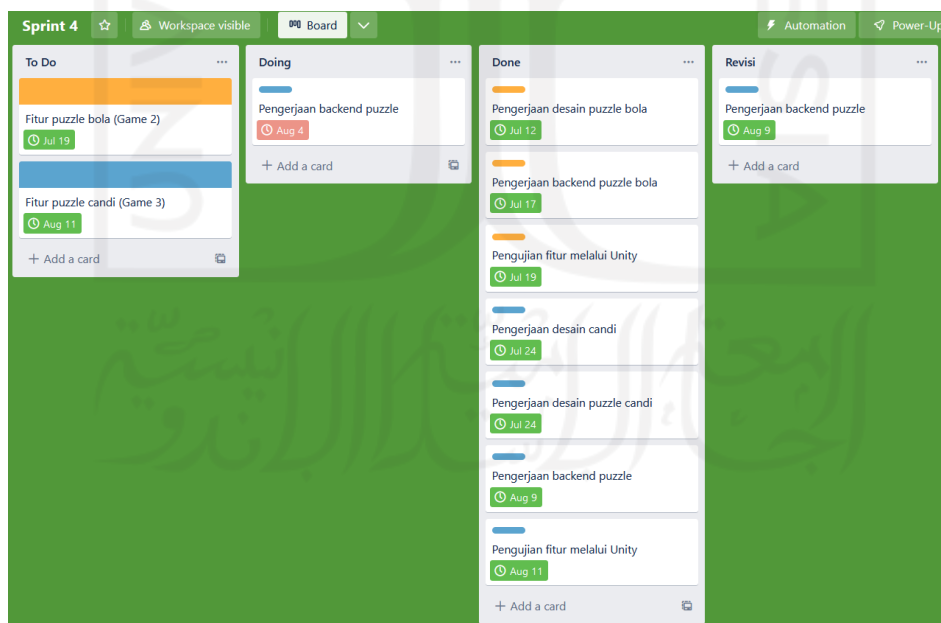 Sprint 4
Workspace visible
Board
Automation
Power-Up
To Do
Fitur puzzle bola (Game 2)
Jul 19
Fitur puzzle candi (Game 3)
Aug 11
+ Add a card
Doing
Pengerjaan backend puzzle
Aug 4
+ Add a card
Done
Pengerjaan desain puzzle bola
Jul 12
Pengerjaan backend puzzle bola
Jul 17
Pengujian fitur melalui Unity
Jul 19
Pengerjaan desain candi
Jul 24
Pengerjaan desain puzzle candi
Jul 24
Pengerjaan backend puzzle
Aug 9
Pengujian fitur melalui Unity
Aug 11
+ Add a card
Revisi
Pengerjaan backend puzzle
Aug 9
+ Add a card